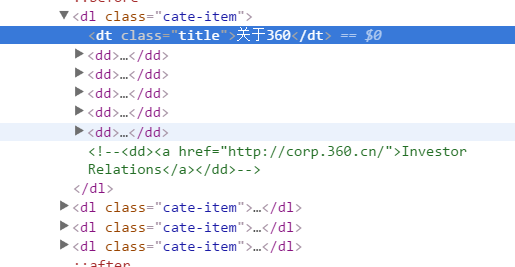 ::before
▼<dl class="cate-item">
<dt class="title">关于360</dt> == $0
▶<dd>…</dd>
▶<dd>…</dd>
▶<dd>…</dd>
▶<dd>…</dd>
▶<dd>…</dd>
<!--<dd><a href="http://corp.360.cn/">Investor
Relations</a></dd>-->
</dl>
▶<dl class="cate-item">…</dl>
▶<dl class="cate-item">…</dl>
▶<dl class="cate-item">…</dl>
::after